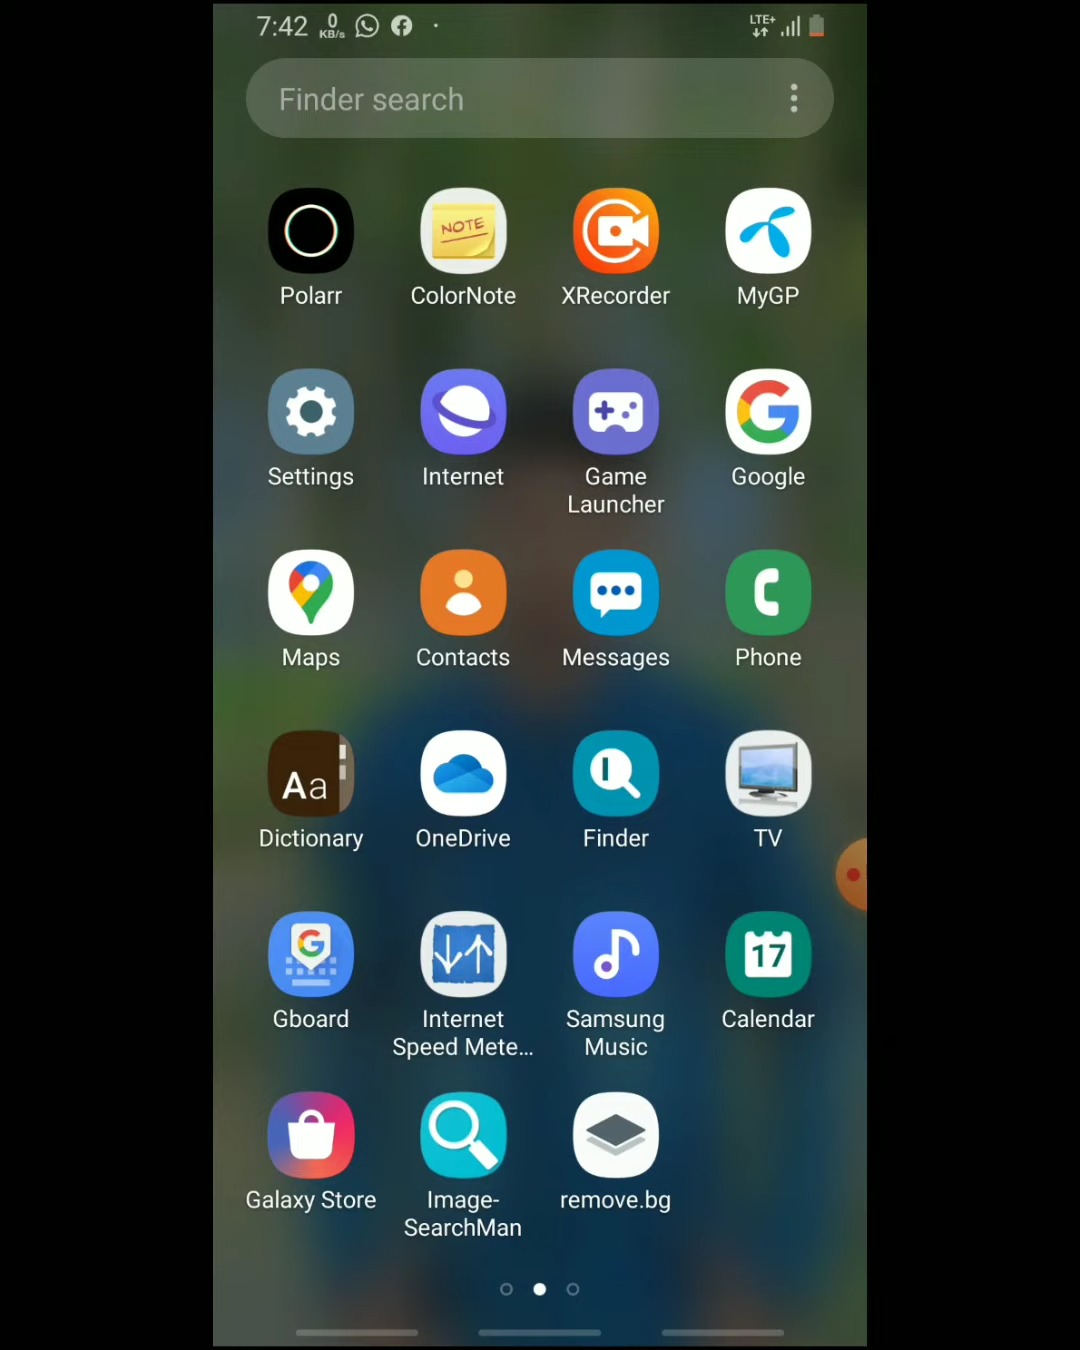 7:42 0 KB/s LTE+
Finder search
NOTE
Polarr ColorNote XRecorder MyGP
Settings Internet Game Launcher Google
Maps Contacts Messages Phone
Aa
Dictionary OneDrive Finder TV
G
17
Gboard Internet Speed Mete... Samsung Music Calendar
Galaxy Store Image-SearchMan remove.bg